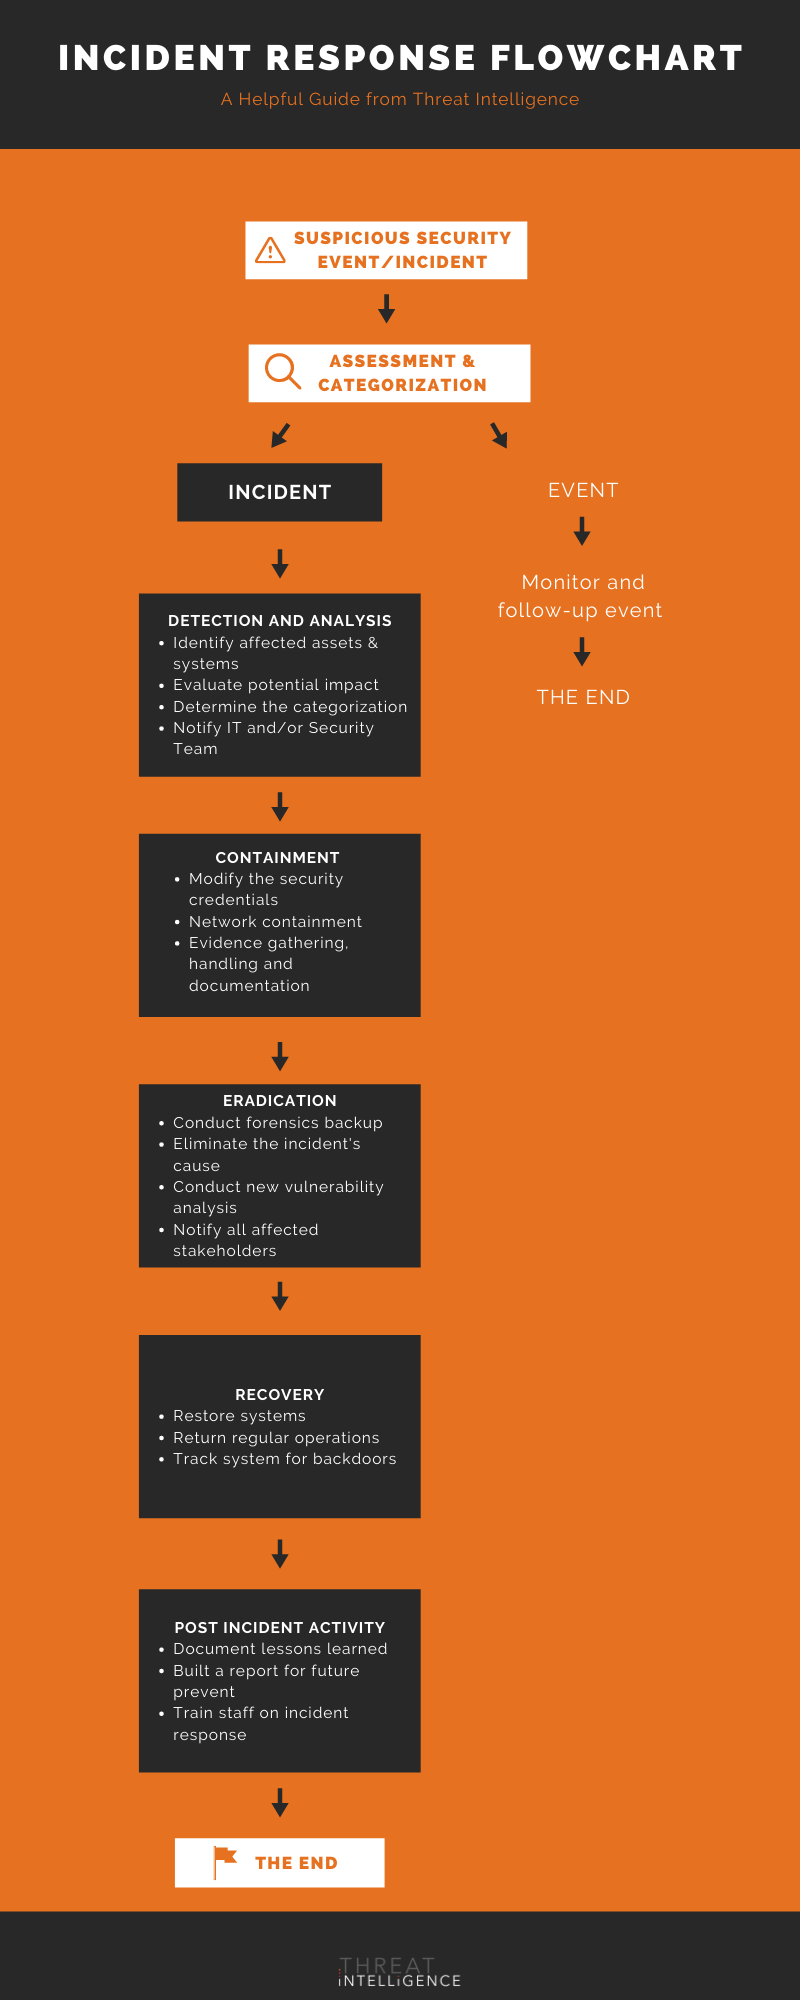 INCIDENT RESPONSE FLOWCHART
A Helpful Guide from Threat Intelligence
SUSPICIOUS SECURITY
EVENT/INCIDENT
ASSESSMENT &
CATEGORIZATION
INCIDENT
EVENT
Monitor and
follow-up event
THE END
DETECTION AND ANALYSIS
• Identify affected assets &
systems
• Evaluate potential impact
• Determine the categorization
• Notify IT and/or Security
Team
CONTAINMENT
• Modify the security
credentials
• Network containment
• Evidence gathering,
handling and
documentation
ERADICATION
• Conduct forensics backup
• Eliminate the incident's
cause
• Conduct new vulnerability
analysis
• Notify all affected
stakeholders
RECOVERY
• Restore systems
• Return regular operations
• Track system for backdoors
POST INCIDENT ACTIVITY
• Document lessons learned
• Built a report for future
prevent
• Train staff on incident
response
THE END
THREAT
iNTELLiGENCE